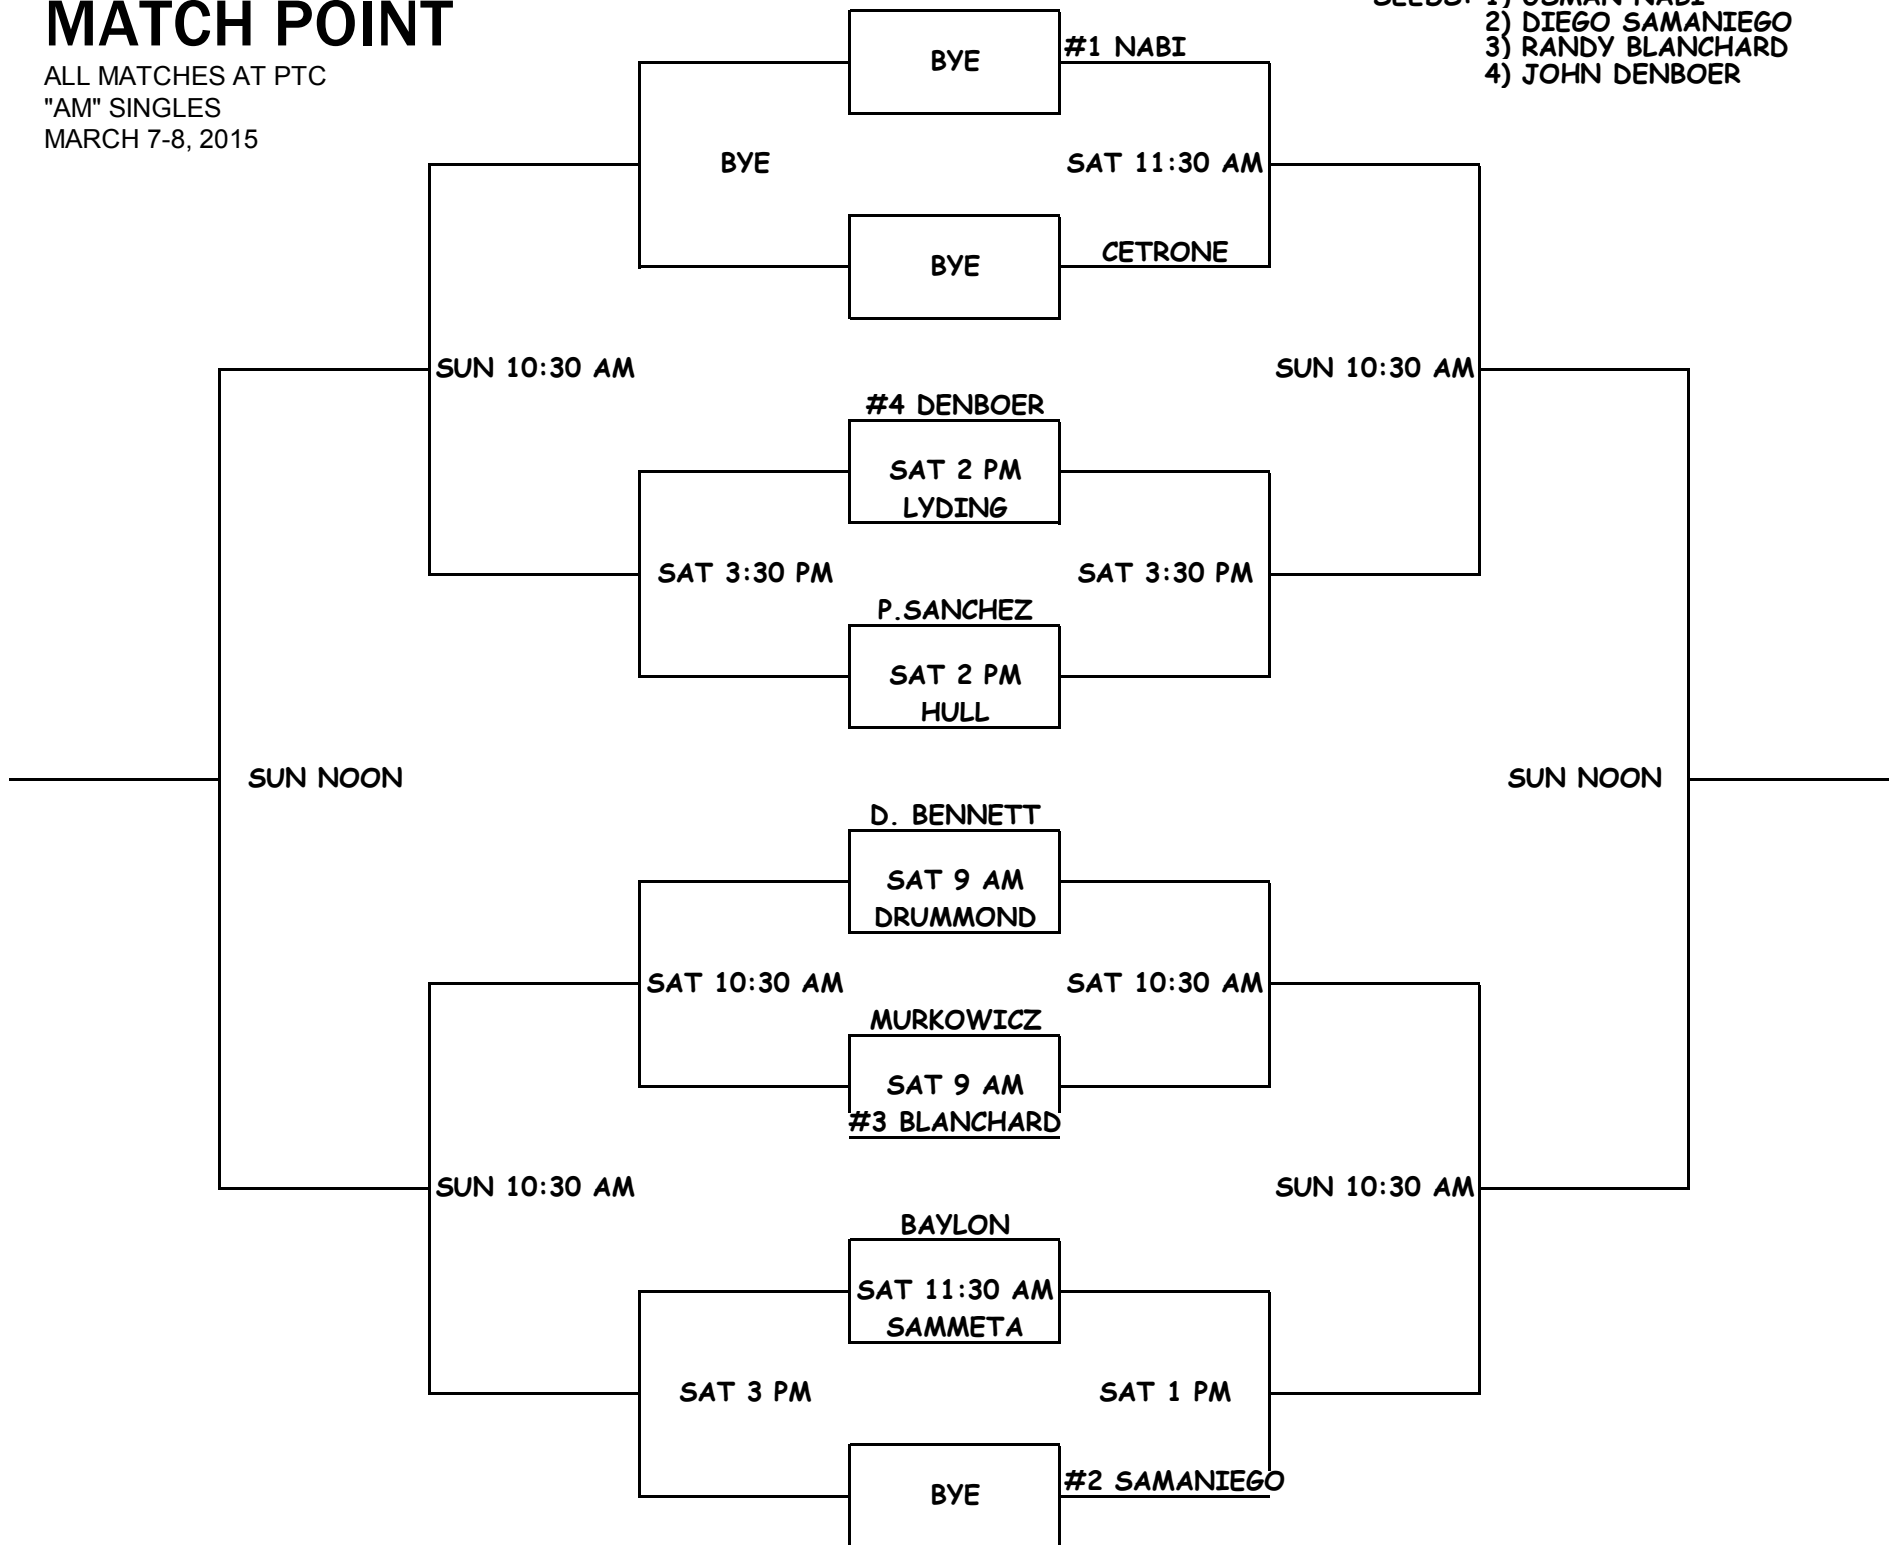 MATCH POINT
ALL MATCHES AT PTC
"AM" SINGLES
MARCH 7-8, 2015
SEEDS: 1) USMAN NABI
2) DIEGO SAMANIEGO
3) RANDY BLANCHARD
4) JOHN DENBOER
BYE
#1 NABI
BYE
SAT 11:30 AM
BYE
CETRONE
SUN 10:30 AM
SUN 10:30 AM
#4 DENBOER
SAT 2 PM
LYDING
SAT 3:30 PM
SAT 3:30 PM
P.SANCHEZ
SAT 2 PM
HULL
SUN NOON
SUN NOON
D. BENNETT
SAT 9 AM
DRUMMOND
SAT 10:30 AM
SAT 10:30 AM
MURKOWICZ
SAT 9 AM
#3 BLANCHARD
SUN 10:30 AM
SUN 10:30 AM
BAYLON
SAT 11:30 AM
SAMMETA
SAT 3 PM
SAT 1 PM
BYE
#2 SAMANIEGO